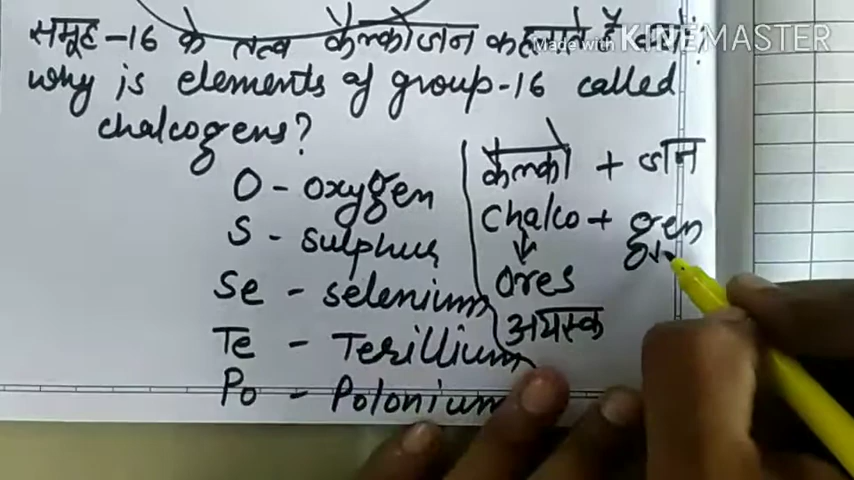 समूह -16 के तत्व कैल्कोजन कहलाते हैं
Made with KINEMASTER
why is elements of group-16 called
chalcogens?
O - oxygen
S - sulphur
Se - selenium
Te - Terillium
Po - Polonium
कैल्को + जन
chalco + gen
↓
ores
अयस्क